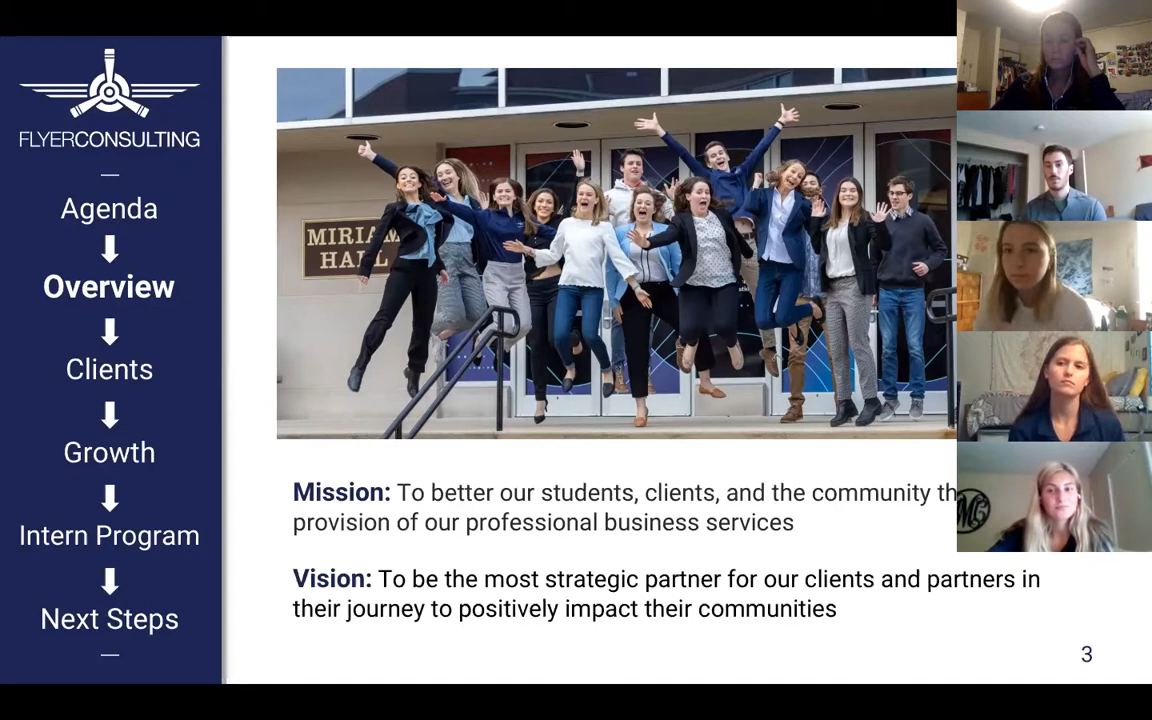 FLYERCONSULTING
Agenda
Overview
Clients
Growth
Intern Program
Next Steps
MIRIAM
HALL
Mission: To better our students, clients, and the community th
provision of our professional business services
Vision: To be the most strategic partner for our clients and partners in
their journey to positively impact their communities
3